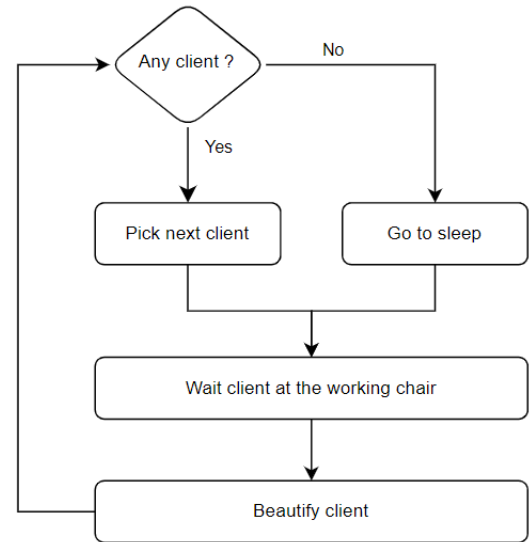 Any client ?
No
Yes
Pick next client
Go to sleep
Wait client at the working chair
Beautify client